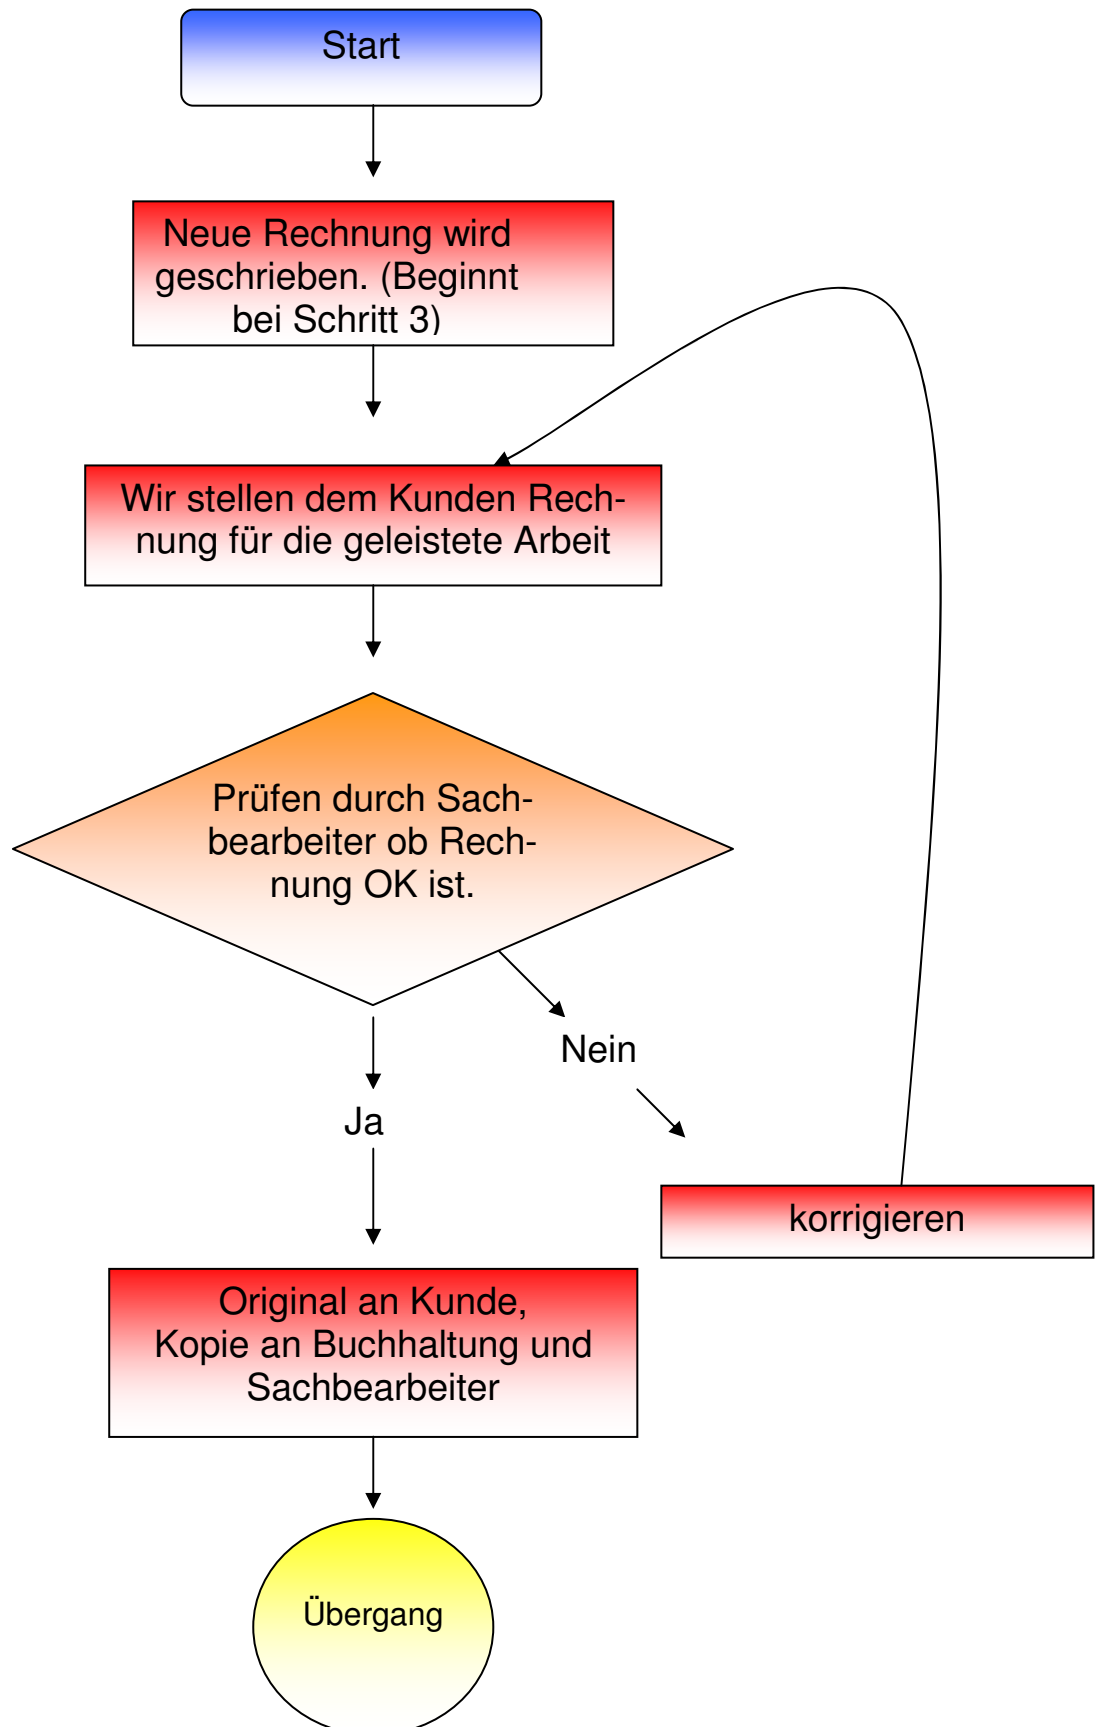 Start
Neue Rechnung wird
geschrieben. (Beginnt
bei Schritt 3)
Wir stellen dem Kunden Rech-
nung für die geleistete Arbeit
Prüfen durch Sach-
bearbeiter ob Rech-
nung OK ist.
Nein
Ja
korrigieren
Original an Kunde,
Kopie an Buchhaltung und
Sachbearbeiter
Übergang